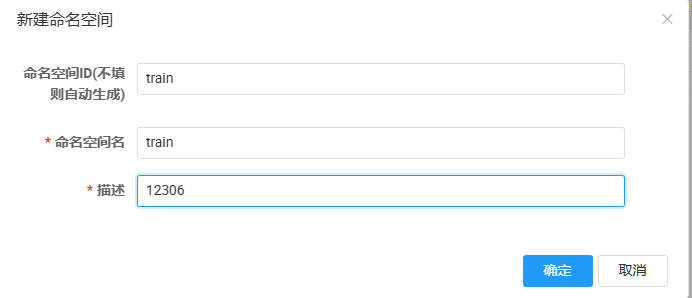 新建命名空间
命名空间ID(不填
则自动生成)
train
* 命名空间名
train
* 描述
12306
确定
取消